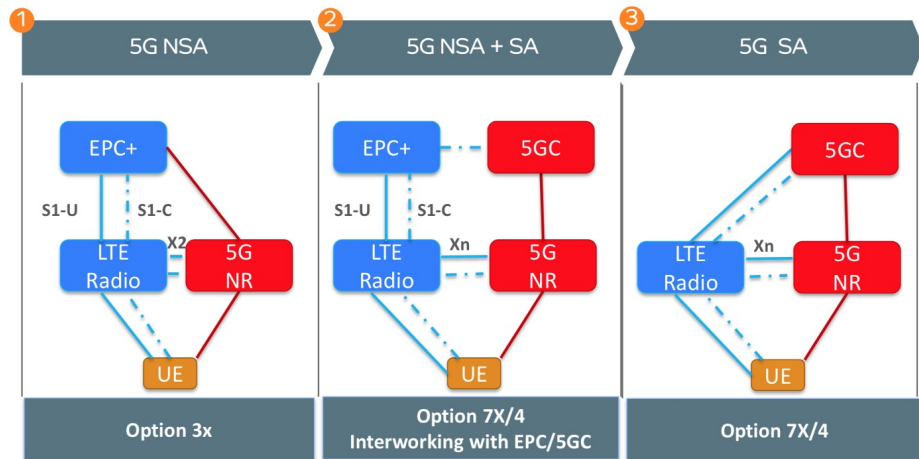 1
5G NSA
2
5G NSA + SA
3
5G SA
EPC+
S1-U
S1-C
X2
LTE
Radio
5G
NR
UE
Option 3x
EPC+
5GC
S1-U
S1-C
Xn
LTE
Radio
5G
NR
UE
Option 7X/4
Interworking with EPC/5GC
5GC
Xn
LTE
Radio
5G
NR
UE
Option 7X/4